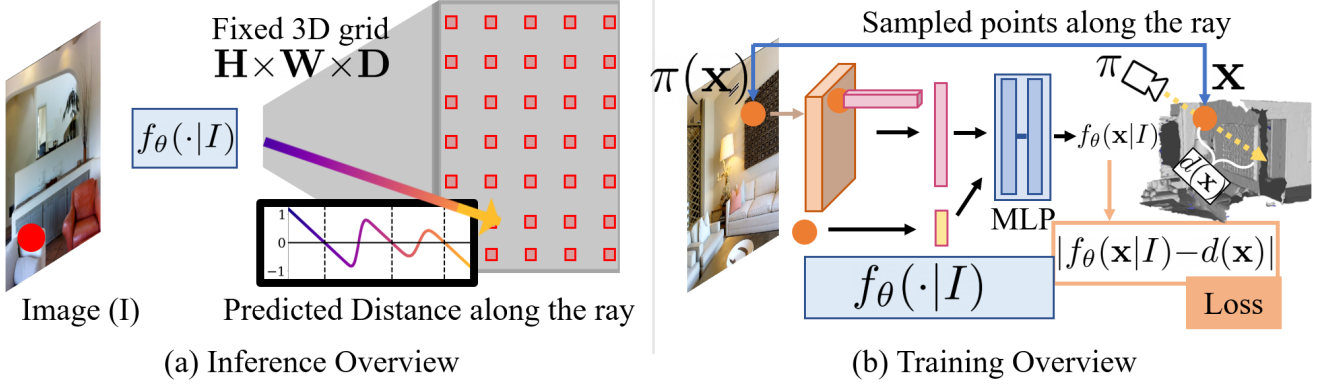 Fixed 3D grid
H×W×D
f_θ(·|I)
1
0
−1
Image (I)
Predicted Distance along the ray
(a) Inference Overview
Sampled points along the ray
π(x)
π
x
f_θ(x|I)
d(x)
MLP
f_θ(·|I)
|f_θ(x|I)−d(x)|
Loss
(b) Training Overview